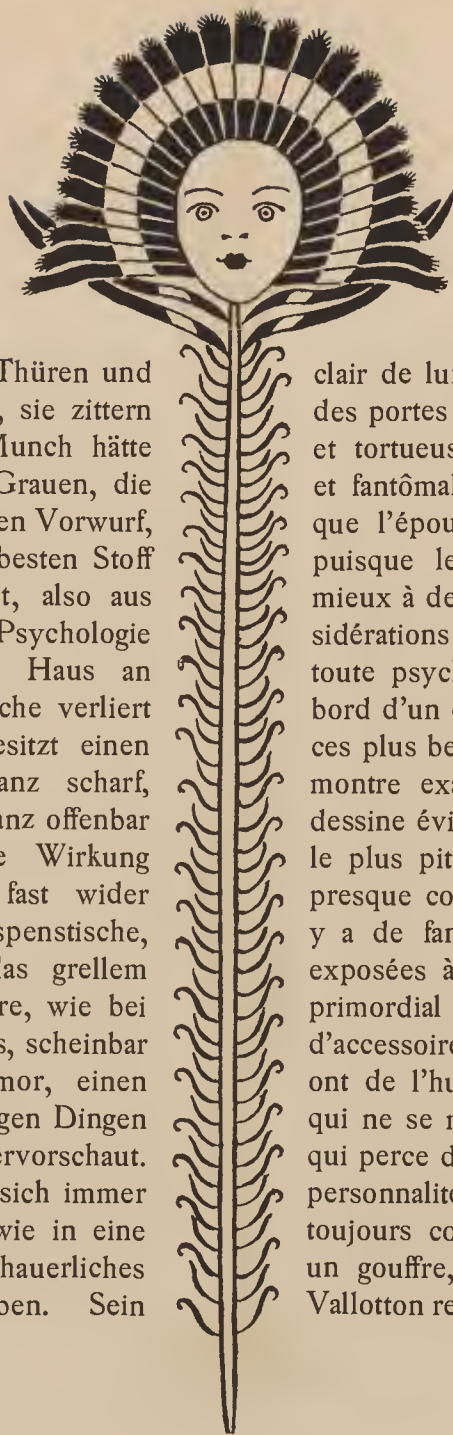 Thüren und
, sie zittern
Munch hätte
Grauen, die
en Vorwurf,
besten Stoff
t, also aus
Psychologie
Haus an
che verliert
esitzt einen
anz scharf,
anz offenbar
e Wirkung
fast wider
spenstische,
as grellem
re, wie bei
s, scheinbar
mor, einen
gen Dingen
ervorschaut.
sich immer
wie in eine
hauerliches
ben. Sein
clair de lu
des portes
et tortueus
et fantômal
que l'épou
puisque le
mieux à de
sidérations
toute psyc
bord d'un
ces plus be
montre exa
dessine évi
le plus pit
presque co
y a de fan
exposées à
primordial
d'accessoire
ont de l'hu
qui ne se
qui perce d
personnalité
toujours co
un gouffre,
Vallotton re